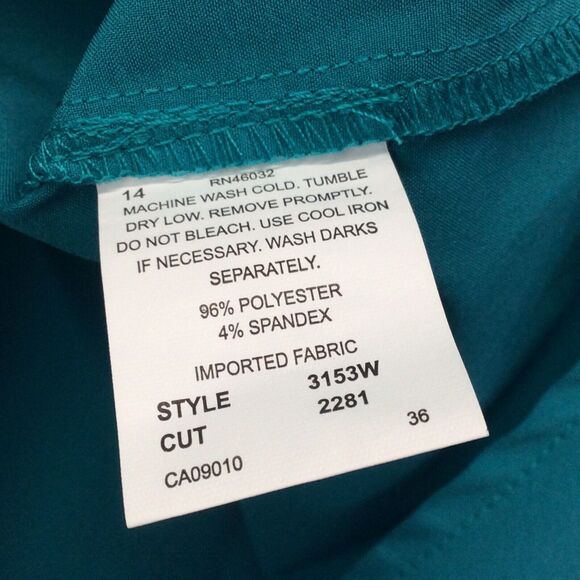 RN46032
14
MACHINE WASH COLD. TUMBLE
DRY LOW. REMOVE PROMPTLY.
DO NOT BLEACH. USE COOL IRON
IF NECESSARY. WASH DARKS
SEPARATELY.
96% POLYESTER
4% SPANDEX
IMPORTED FABRIC
STYLE 3153W
CUT 2281
CA09010 36